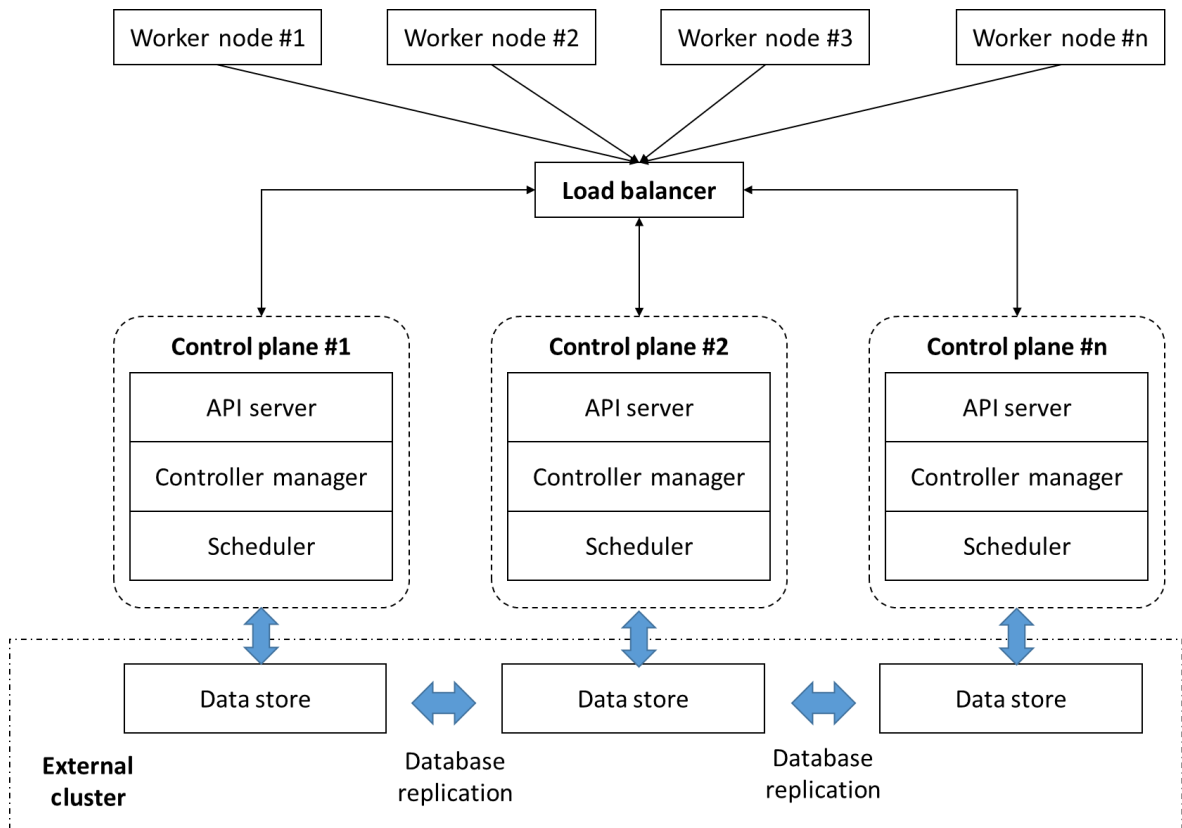 Worker node #1
Worker node #2
Worker node #3
Worker node #n
Load balancer
Control plane #1
API server
Controller manager
Scheduler
Control plane #2
API server
Controller manager
Scheduler
Control plane #n
API server
Controller manager
Scheduler
Data store
Data store
Data store
Database
replication
Database
replication
External
cluster